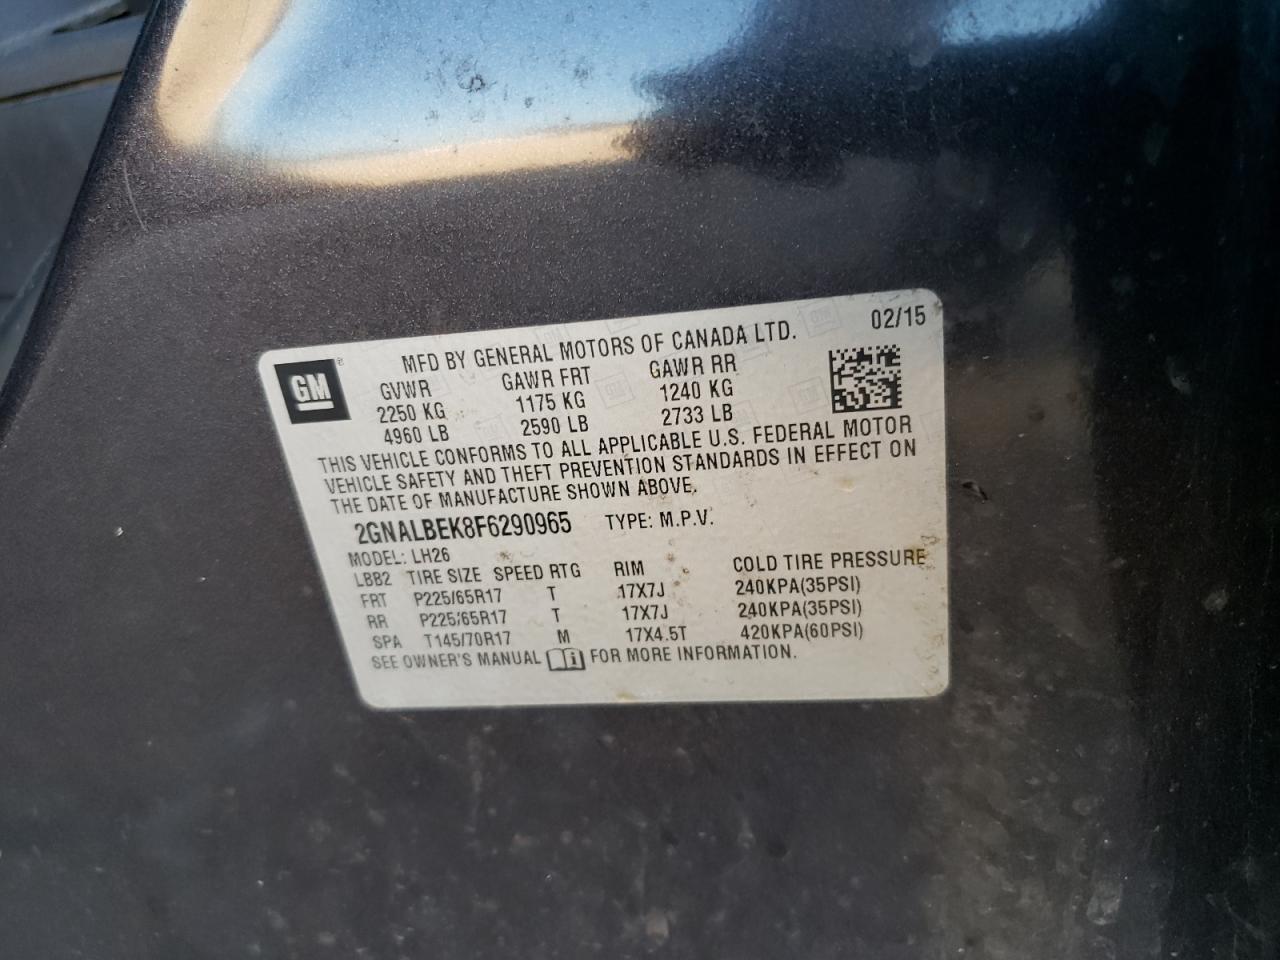 02/15
GM ® MFD BY GENERAL MOTORS OF CANADA LTD.
GVWR GAWR FRT GAWR RR
2250 KG 1175 KG 1240 KG
4960 LB 2590 LB 2733 LB
THIS VEHICLE CONFORMS TO ALL APPLICABLE U.S. FEDERAL MOTOR
VEHICLE SAFETY AND THEFT PREVENTION STANDARDS IN EFFECT ON
THE DATE OF MANUFACTURE SHOWN ABOVE.
2GNALBEK8F6290965 TYPE: M.P.V.
MODEL: LH26
LBB2 TIRE SIZE SPEED RTG RIM COLD TIRE PRESSURE
FRT P225/65R17 T 17X7J 240KPA(35PSI)
RR P225/65R17 T 17X7J 240KPA(35PSI)
SPA T145/70R17 M 17X4.5T 420KPA(60PSI)
SEE OWNER'S MANUAL FOR MORE INFORMATION.